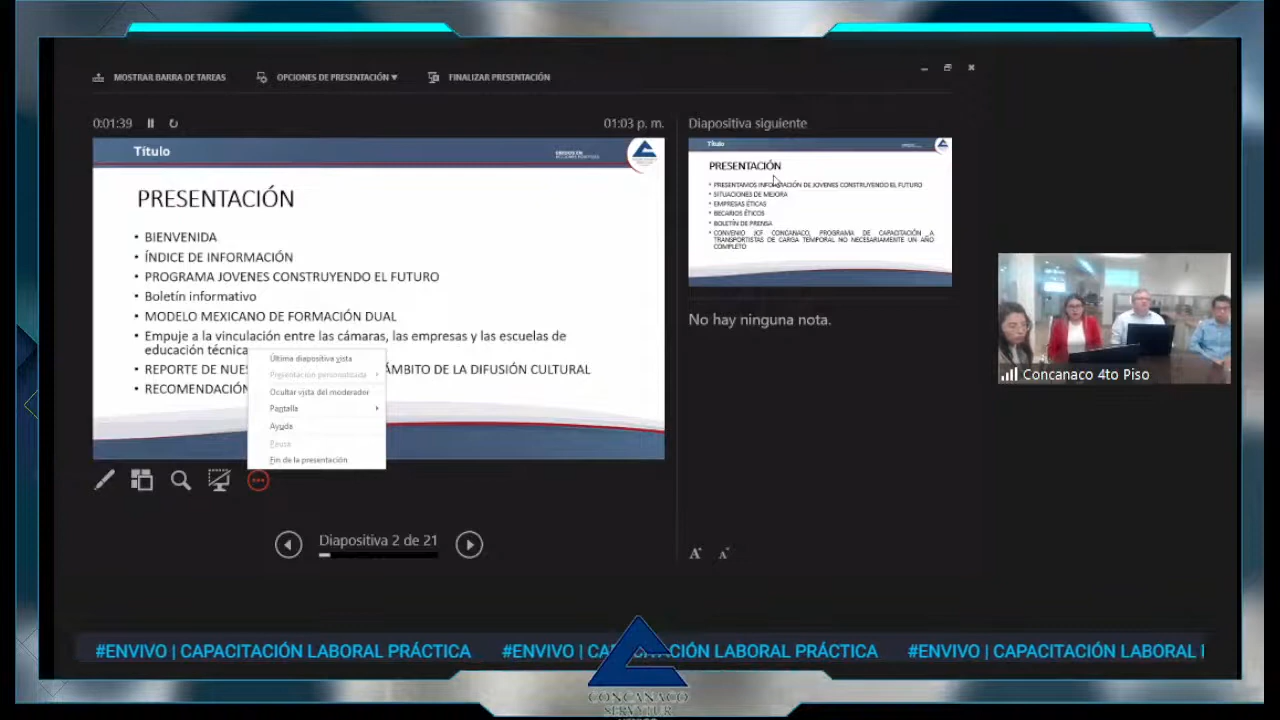 MOSTRAR BARRA DE TAREAS
OPCIONES DE PRESENTACIÓN
FINALIZAR PRESENTACIÓN
0:01:39
01:03 p. m.
Título
PRESENTACIÓN
• BIENVENIDA
• ÍNDICE DE INFORMACIÓN
• PROGRAMA JOVENES CONSTRUYENDO EL FUTURO
• Boletín informativo
• MODELO MEXICANO DE FORMACIÓN DUAL
• Empuje a la vinculación entre las cámaras, las empresas y las escuelas de
educación técnica
• REPORTE DE ÁMBITO DE LA DIFUSIÓN CULTURAL
Última diapositiva vista
Presentación personalizada
Ocultar vista del moderador
Pantalla
Ayuda
Pausa
Fin de la presentación
Diapositiva 2 de 21
Diapositiva siguiente
Título
PRESENTACIÓN
• PRESENTAMOS INFORMACIÓN DE JOVENES CONSTRUYENDO EL FUTURO
• SITUACIONES DE MEJORA
• EMPRESAS ÉTICAS
• BECARIOS ÉTICOS
• BOLETÍN DE PRENSA
• CONVENIO JCF CONCANACO, PROGRAMA DE CAPACITACIÓN A
TRANSPORTISTAS DE CARGA TEMPORAL NO NECESARIAMENTE UN AÑO
COMPLETO
No hay ninguna nota.
Concanaco 4to Piso
#ENVIVO | CAPACITACIÓN LABORAL PRÁCTICA #ENVIVO | LABORAL PRÁCTICA #ENVIVO | CAPACITACIÓN LABORAL
CONCANACO
SERVYTUR